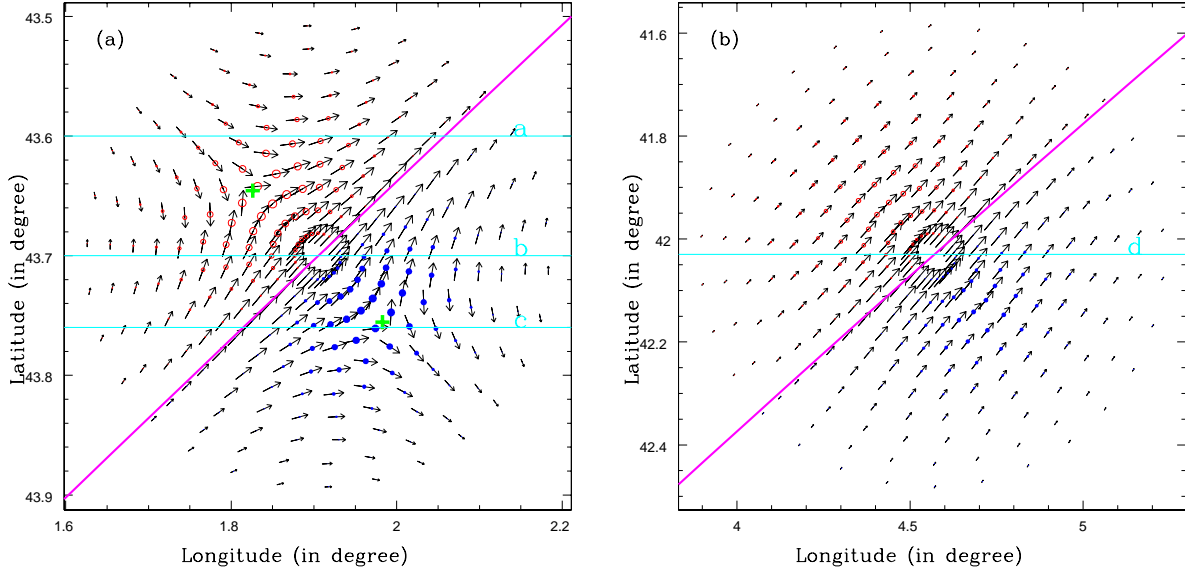 43.5
43.6
43.7
43.8
43.9
1.6
1.8
2
2.2
Latitude (in degree)
Longitude (in degree)
(a)
a
b
c
41.6
41.8
42
42.2
42.4
4
4.5
5
Latitude (in degree)
Longitude (in degree)
(b)
d